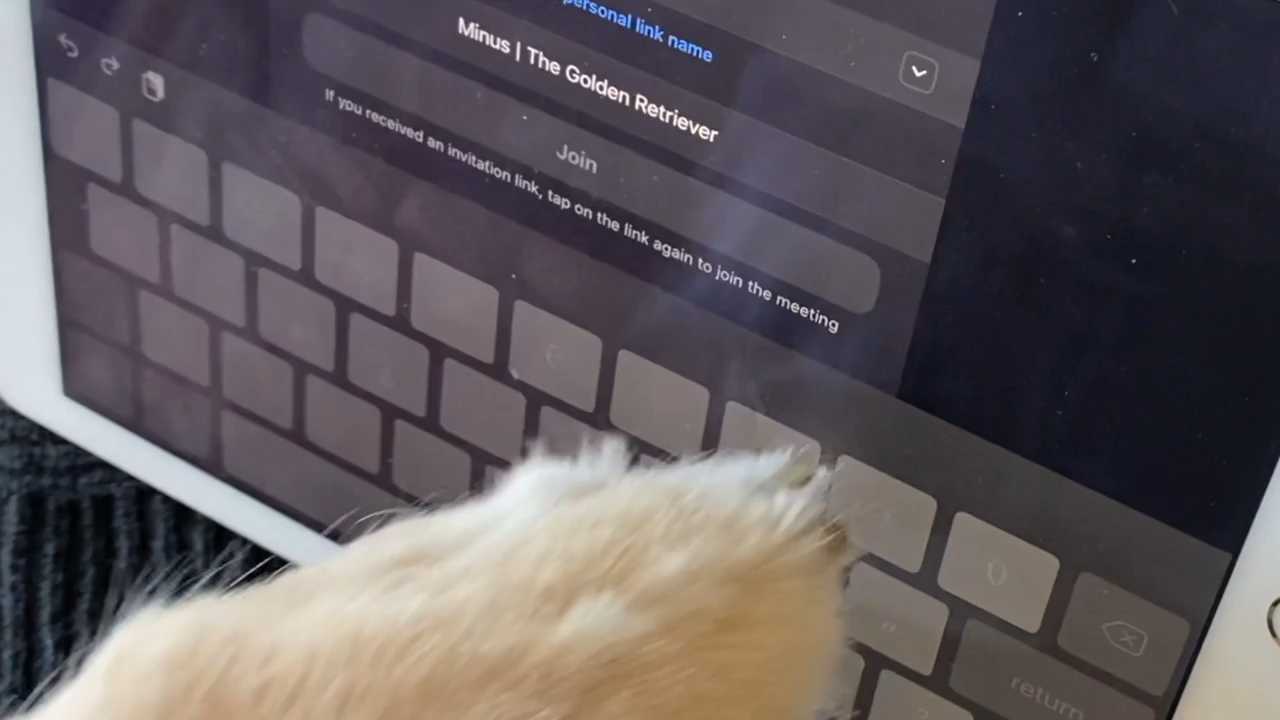 personal link name
Minus | The Golden Retriever
Join
If you received an invitation link, tap on the link again to join the meeting
0
return